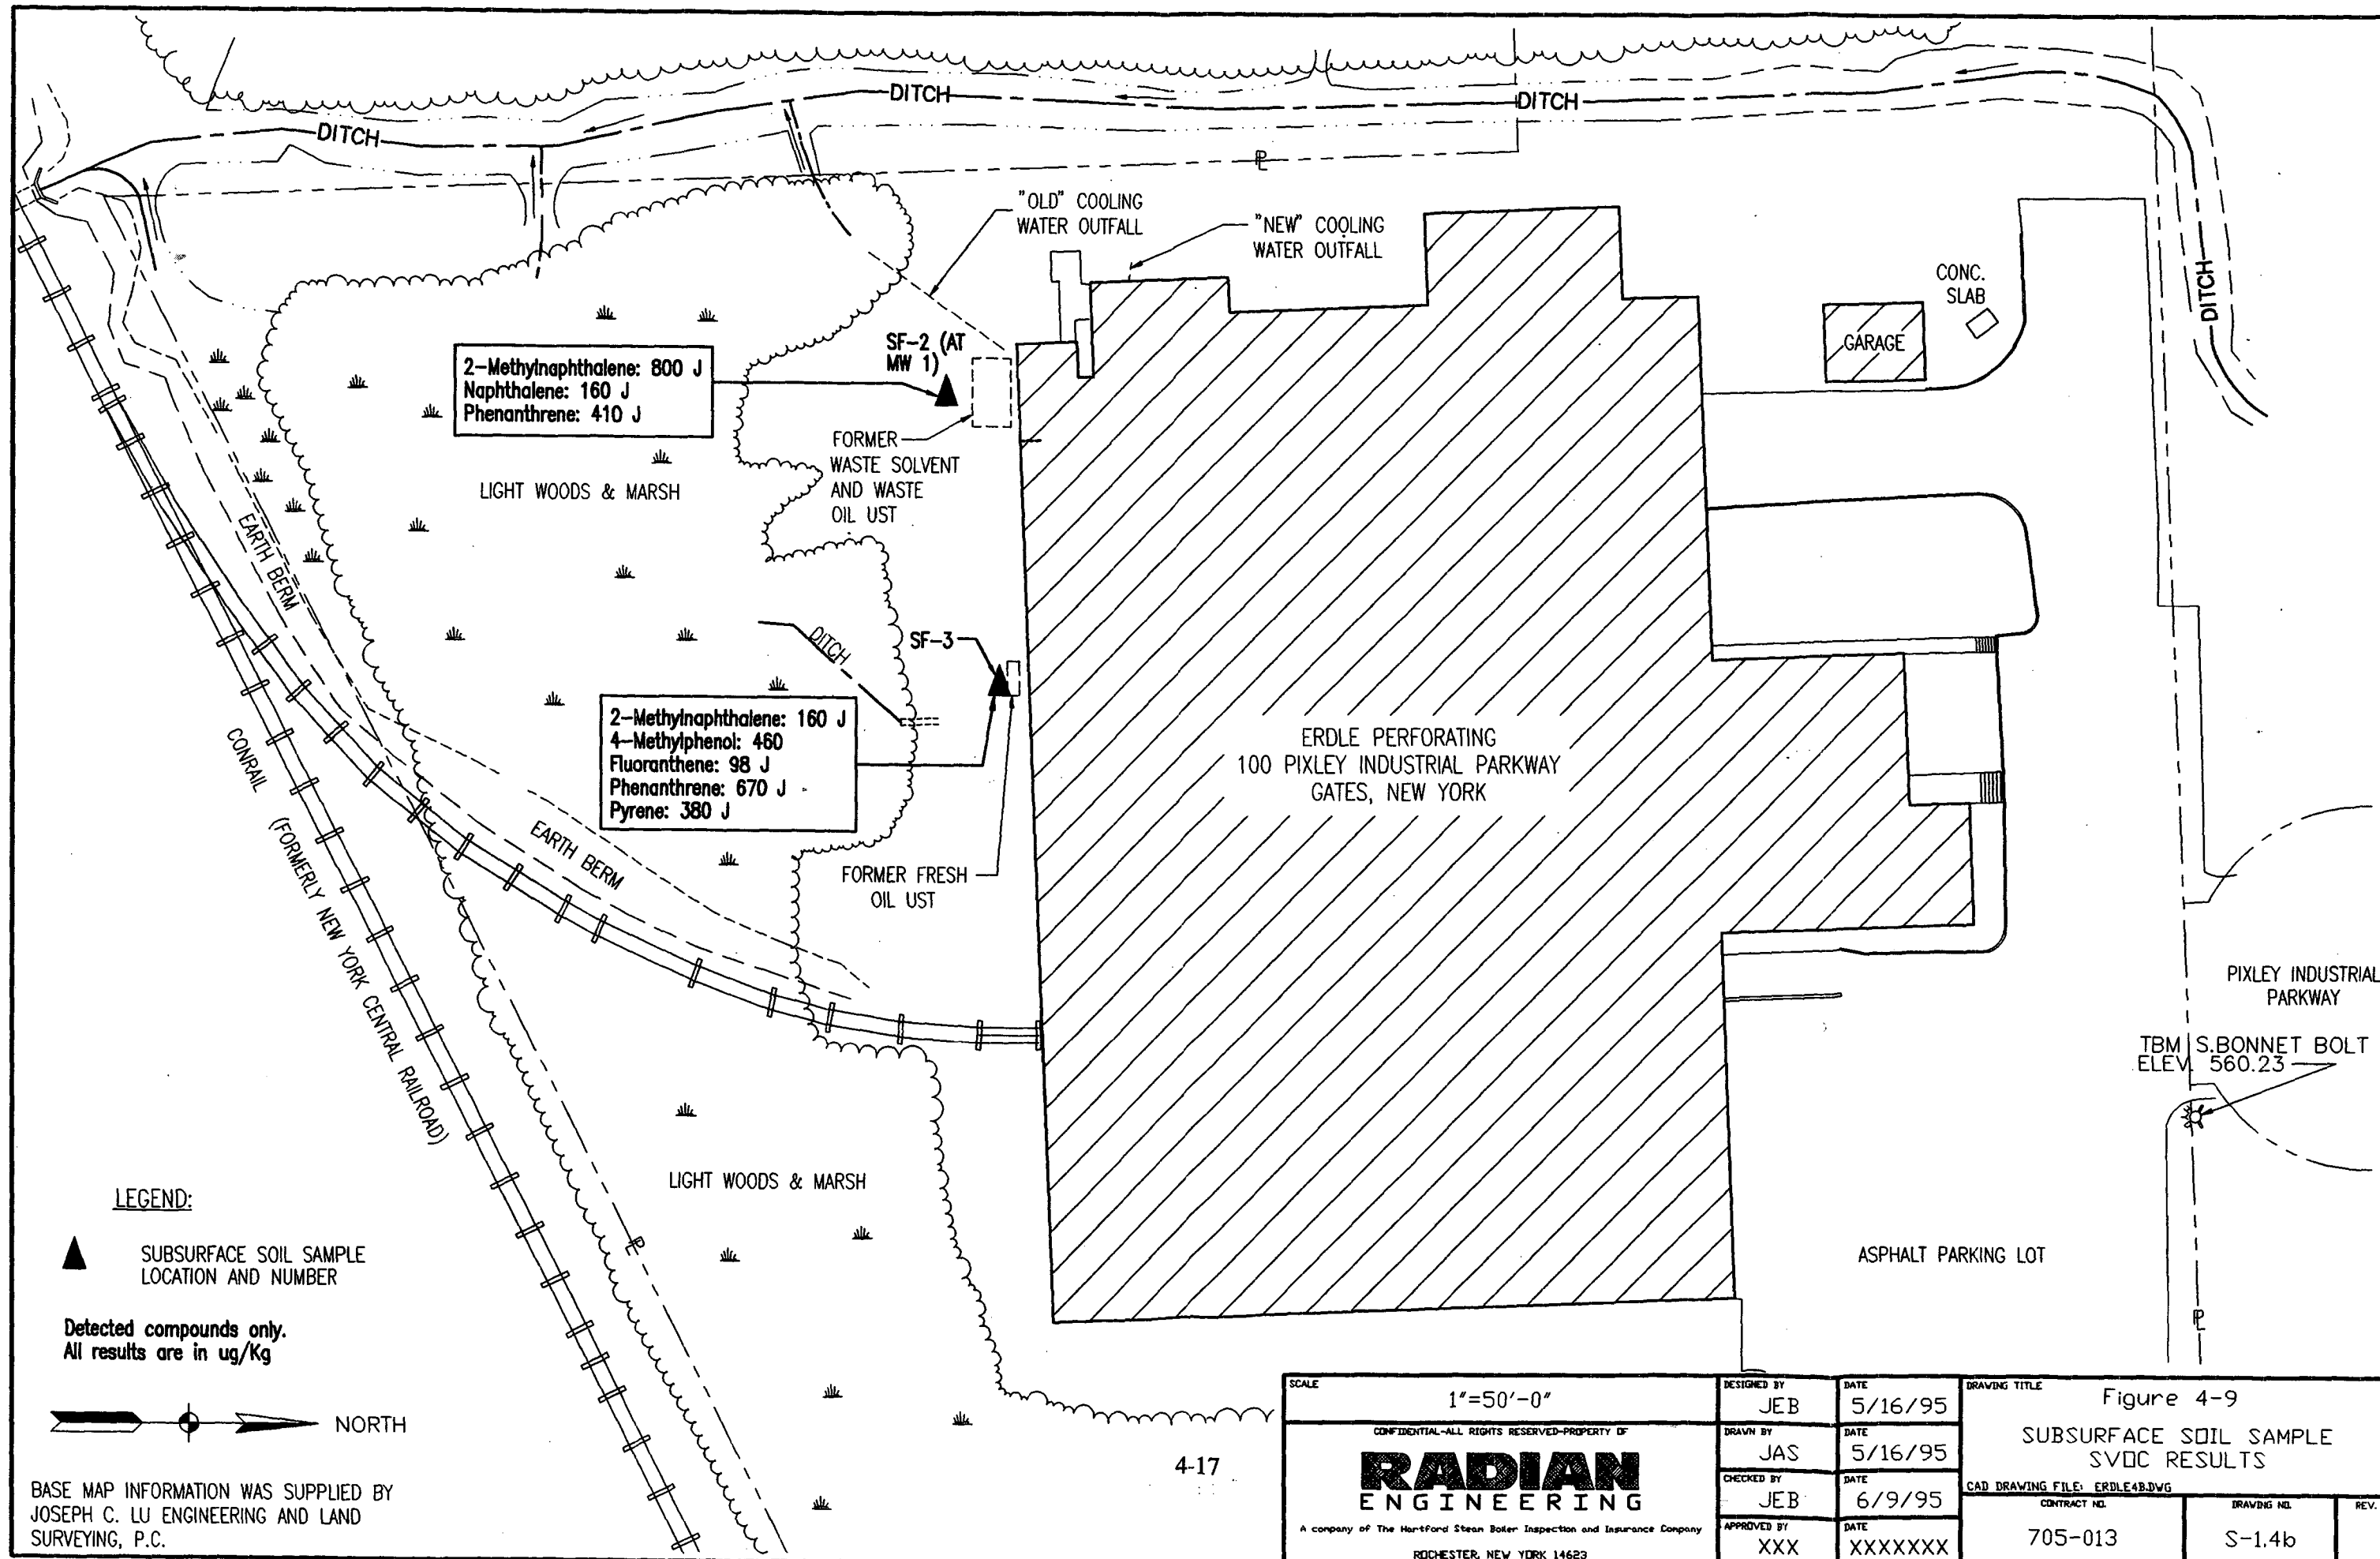 DITCH
DITCH
DITCH
DITCH
"OLD" COOLING
WATER OUTFALL
"NEW" COOLING
WATER OUTFALL
CONC.
SLAB
GARAGE
SF-2 (AT
MW 1)
2-Methylnaphthalene: 800 J
Naphthalene: 160 J
Phenanthrene: 410 J
FORMER
WASTE SOLVENT
AND WASTE
OIL UST
LIGHT WOODS & MARSH
EARTH BERM
DITCH
SF-3
2-Methylnaphthalene: 160 J
4-Methylphenol: 460
Fluoranthene: 98 J
Phenanthrene: 670 J
Pyrene: 380 J
ERDLE PERFORATING
100 PIXLEY INDUSTRIAL PARKWAY
GATES, NEW YORK
CONRAIL
(FORMERLY NEW YORK CENTRAL RAILROAD)
EARTH BERM
FORMER FRESH
OIL UST
PIXLEY INDUSTRIAL
PARKWAY
TBM S.BONNET BOLT
ELEV. 560.23
LIGHT WOODS & MARSH
ASPHALT PARKING LOT
LEGEND:
SUBSURFACE SOIL SAMPLE
LOCATION AND NUMBER
Detected compounds only.
All results are in ug/Kg
NORTH
BASE MAP INFORMATION WAS SUPPLIED BY
JOSEPH C. LU ENGINEERING AND LAND
SURVEYING, P.C.
4-17
SCALE
1"=50'-0"
CONFIDENTIAL-ALL RIGHTS RESERVED-PROPERTY OF
RADIAN
ENGINEERING
A company of The Hartford Steam Boiler Inspection and Insurance Company
ROCHESTER, NEW YORK 14623
DESIGNED BY
JEB
DATE
5/16/95
DRAWN BY
JAS
DATE
5/16/95
CHECKED BY
JEB
DATE
6/9/95
APPROVED BY
XXX
DATE
XXXXXXX
DRAWING TITLE
Figure 4-9
SUBSURFACE SOIL SAMPLE
SVOC RESULTS
CAD DRAWING FILE: ERDLE4B.DWG
CONTRACT NO.
705-013
DRAWING NO.
S-1.4b
REV.